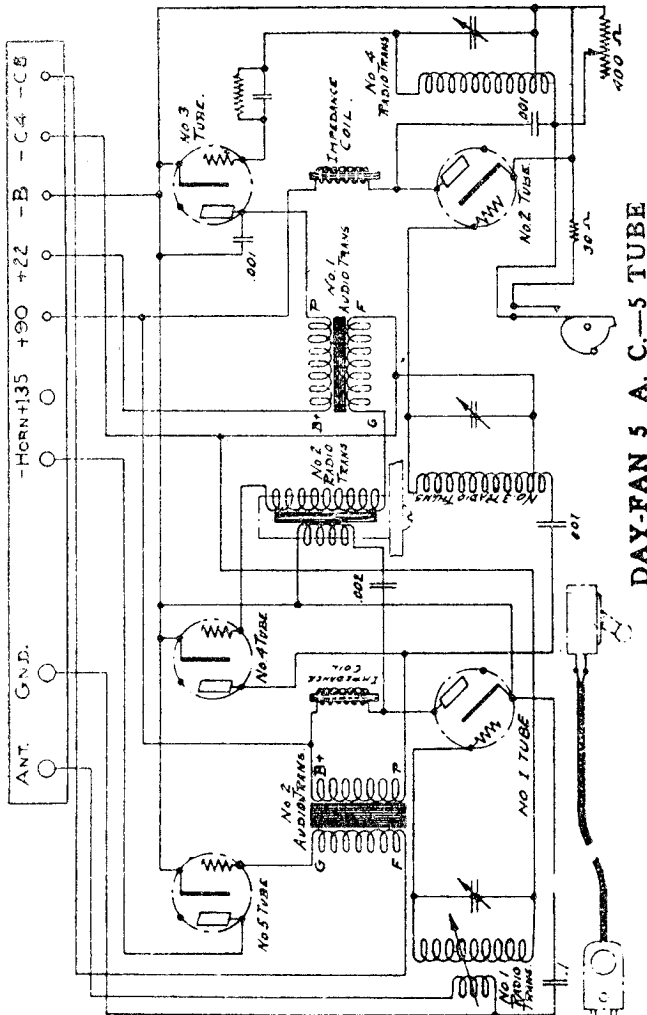 ANT.
GND.
-HORN
+135
+90
+22
-B
-C4
-C8
No 5 TUBE
No 4 TUBE
No 3 TUBE.
.001
No 2 AUDIO TRANS.
G
B+
F
P
IMPEDANCE COIL
No 2 RADIO TRANS
.002
No. 1 AUDIO TRANS
B+
P
G
F
IMPEDANCE COIL.
No 4 RADIO TRANS
.001
400 Ω
No 1 RADIO TRANS.
.1
NO 1 TUBE
No 3 RADIO TRANS
.001
No. 2 TUBE
30 Ω
DAY-FAN 5 A. C.—5 TUBE